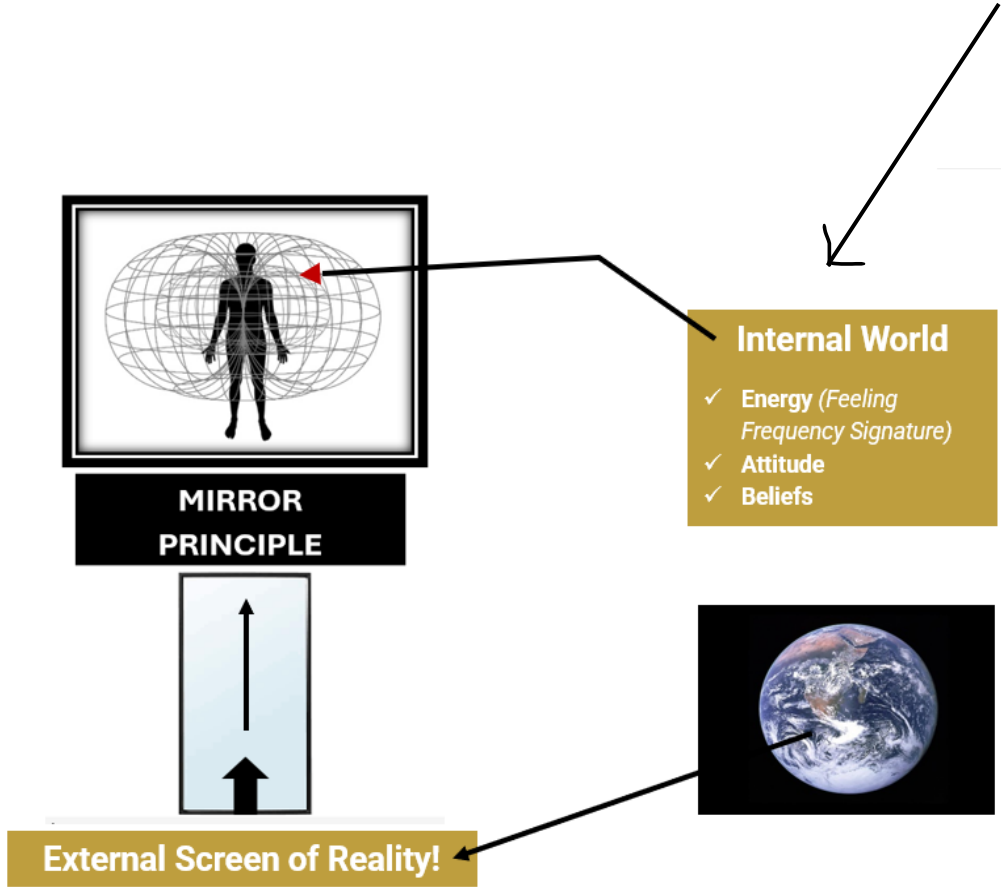 MIRROR
PRINCIPLE
External Screen of Reality!
Internal World
✓ Energy (Feeling
Frequency Signature)
✓ Attitude
✓ Beliefs